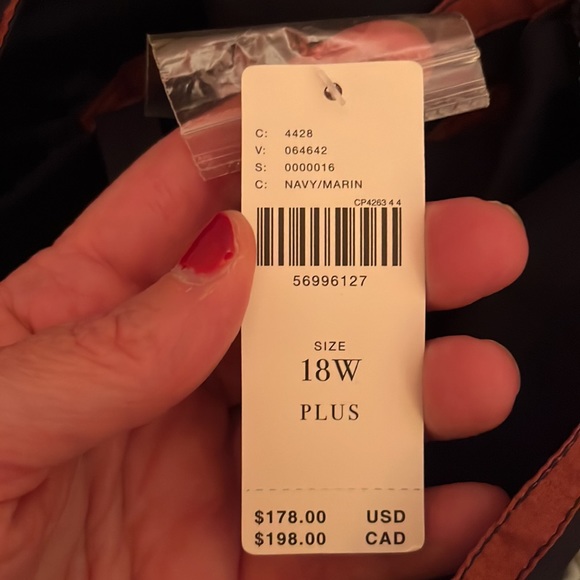 C: 4428
V: 064642
S: 0000016
C: NAVY/MARIN
CP4263 4 4
56996127
SIZE
18W
PLUS
$178.00 USD
$198.00 CAD